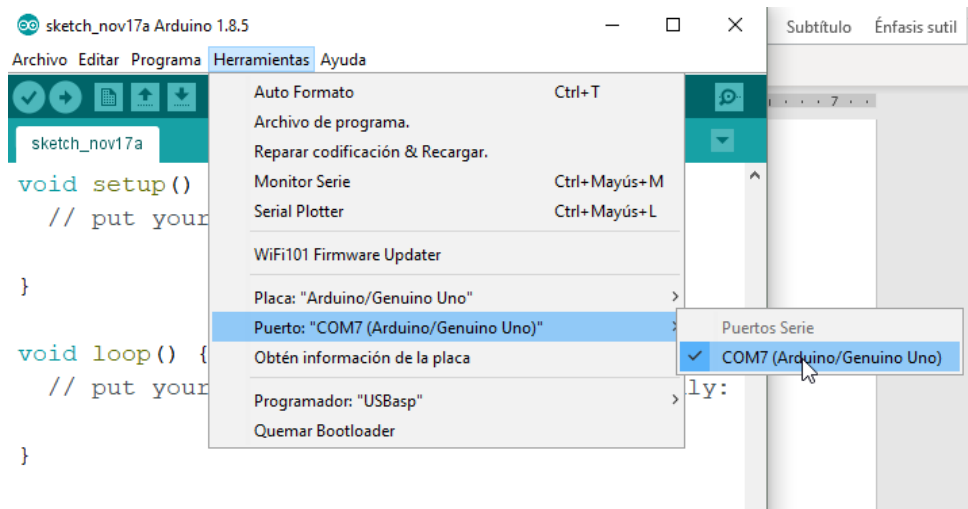 sketch_nov17a Arduino 1.8.5
Subtítulo Énfasis sutil
Archivo Editar Programa Herramientas Ayuda
Auto Formato Ctrl+T
7
Archivo de programa.
sketch_nov17a
Reparar codificación & Recargar.
void setup()
Monitor Serie Ctrl+Mayús+M
// put your
Serial Plotter Ctrl+Mayús+L
WiFi101 Firmware Updater
}
Placa: "Arduino/Genuino Uno"
Puerto: "COM7 (Arduino/Genuino Uno)"
Puertos Serie
void loop() {
Obtén información de la placa
COM7 (Arduino/Genuino Uno)
// put your ly:
Programador: "USBasp"
Quemar Bootloader
}